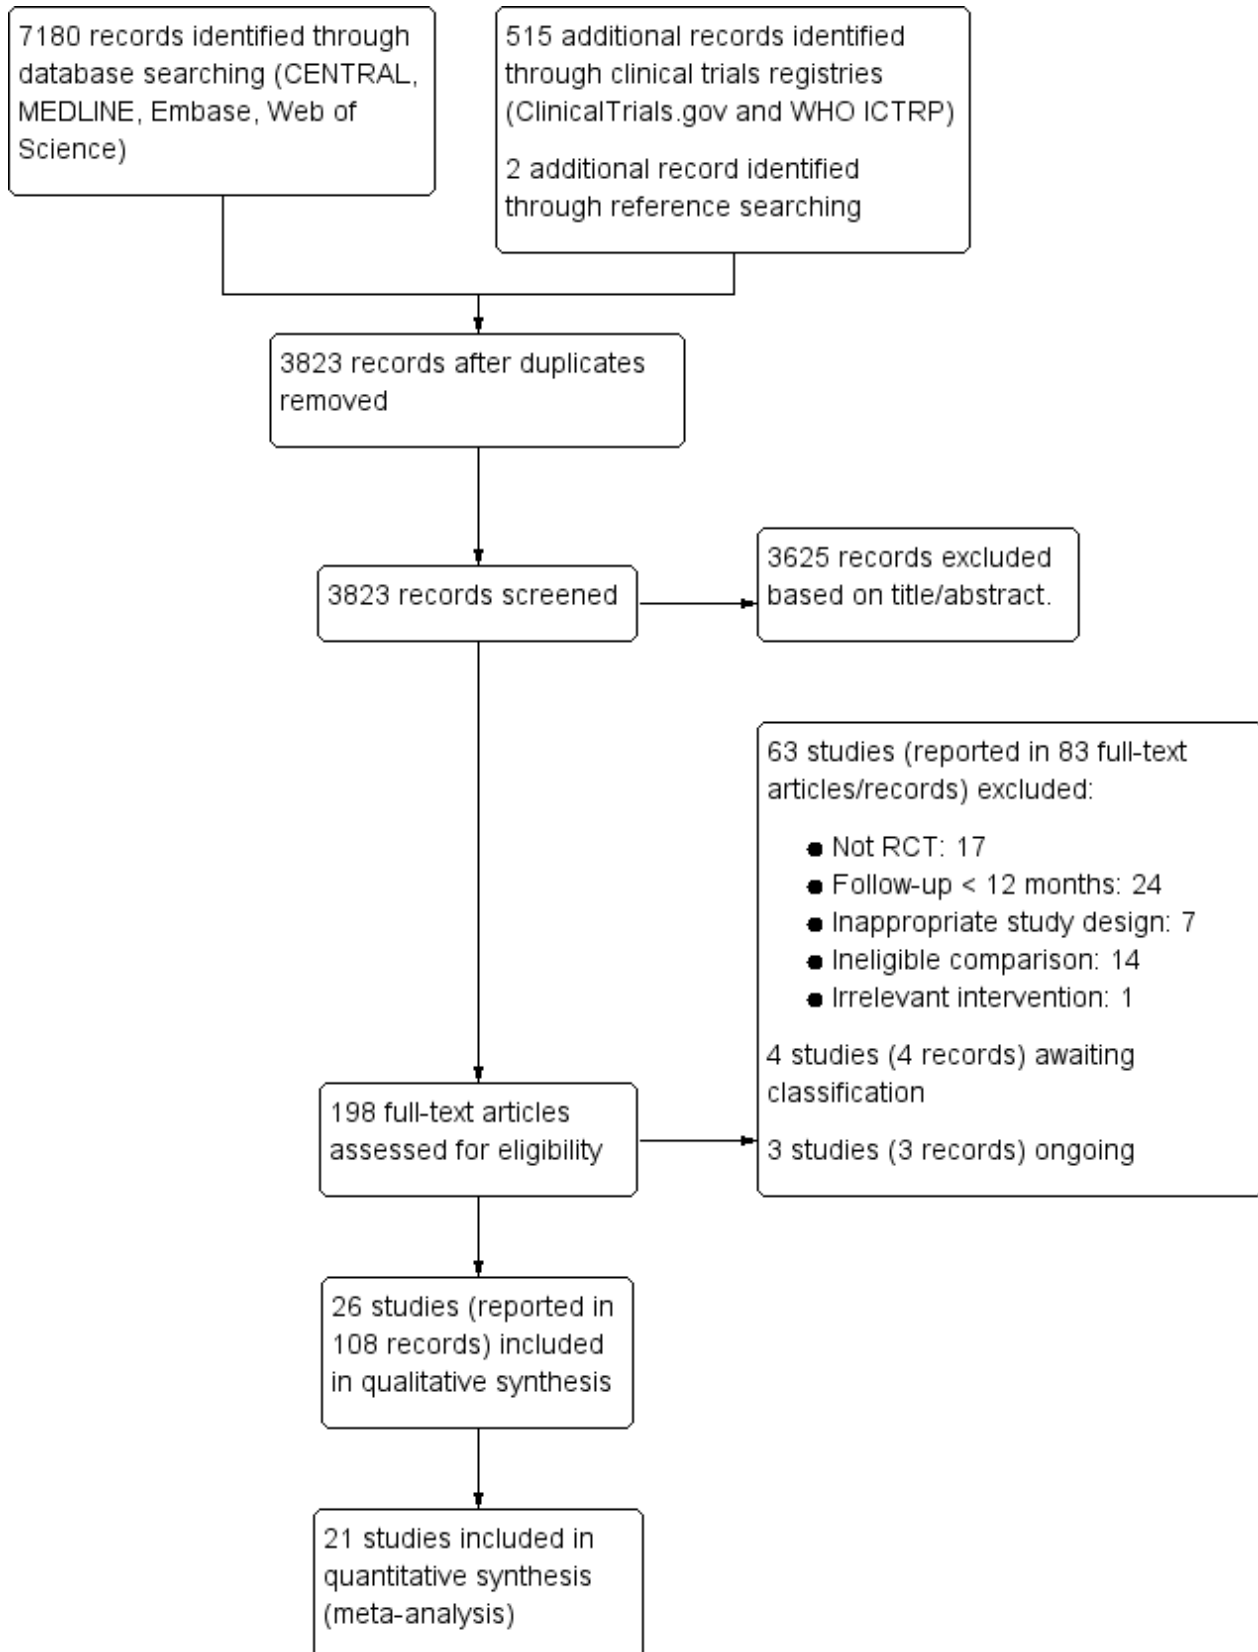 7180 records identified through
database searching (CENTRAL,
MEDLINE, Embase, Web of
Science)
515 additional records identified
through clinical trials registries
(ClinicalTrials.gov and WHO ICTRP)
2 additional record identified
through reference searching
3823 records after duplicates
removed
3823 records screened
3625 records excluded
based on title/abstract.
63 studies (reported in 83 full-text
articles/records) excluded:
● Not RCT: 17
● Follow-up < 12 months: 24
● Inappropriate study design: 7
● Ineligible comparison: 14
● Irrelevant intervention: 1
4 studies (4 records) awaiting
classification
3 studies (3 records) ongoing
198 full-text articles
assessed for eligibility
26 studies (reported in
108 records) included
in qualitative synthesis
21 studies included in
quantitative synthesis
(meta-analysis)